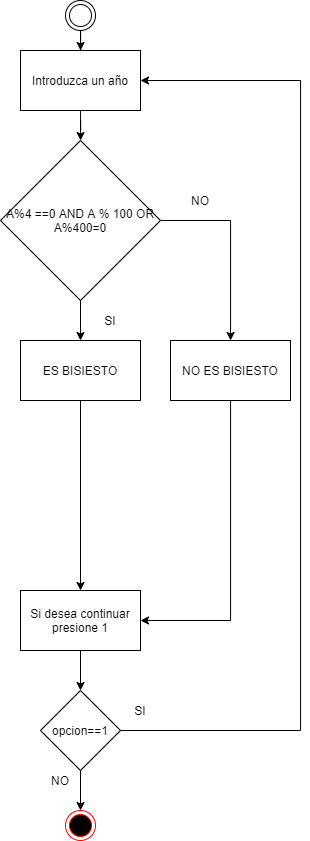 Introduzca un año
A%4 ==0 AND A % 100 OR
A%400=0
NO
SI
ES BISIESTO
NO ES BISIESTO
Si desea continuar
presione 1
SI
opcion==1
NO